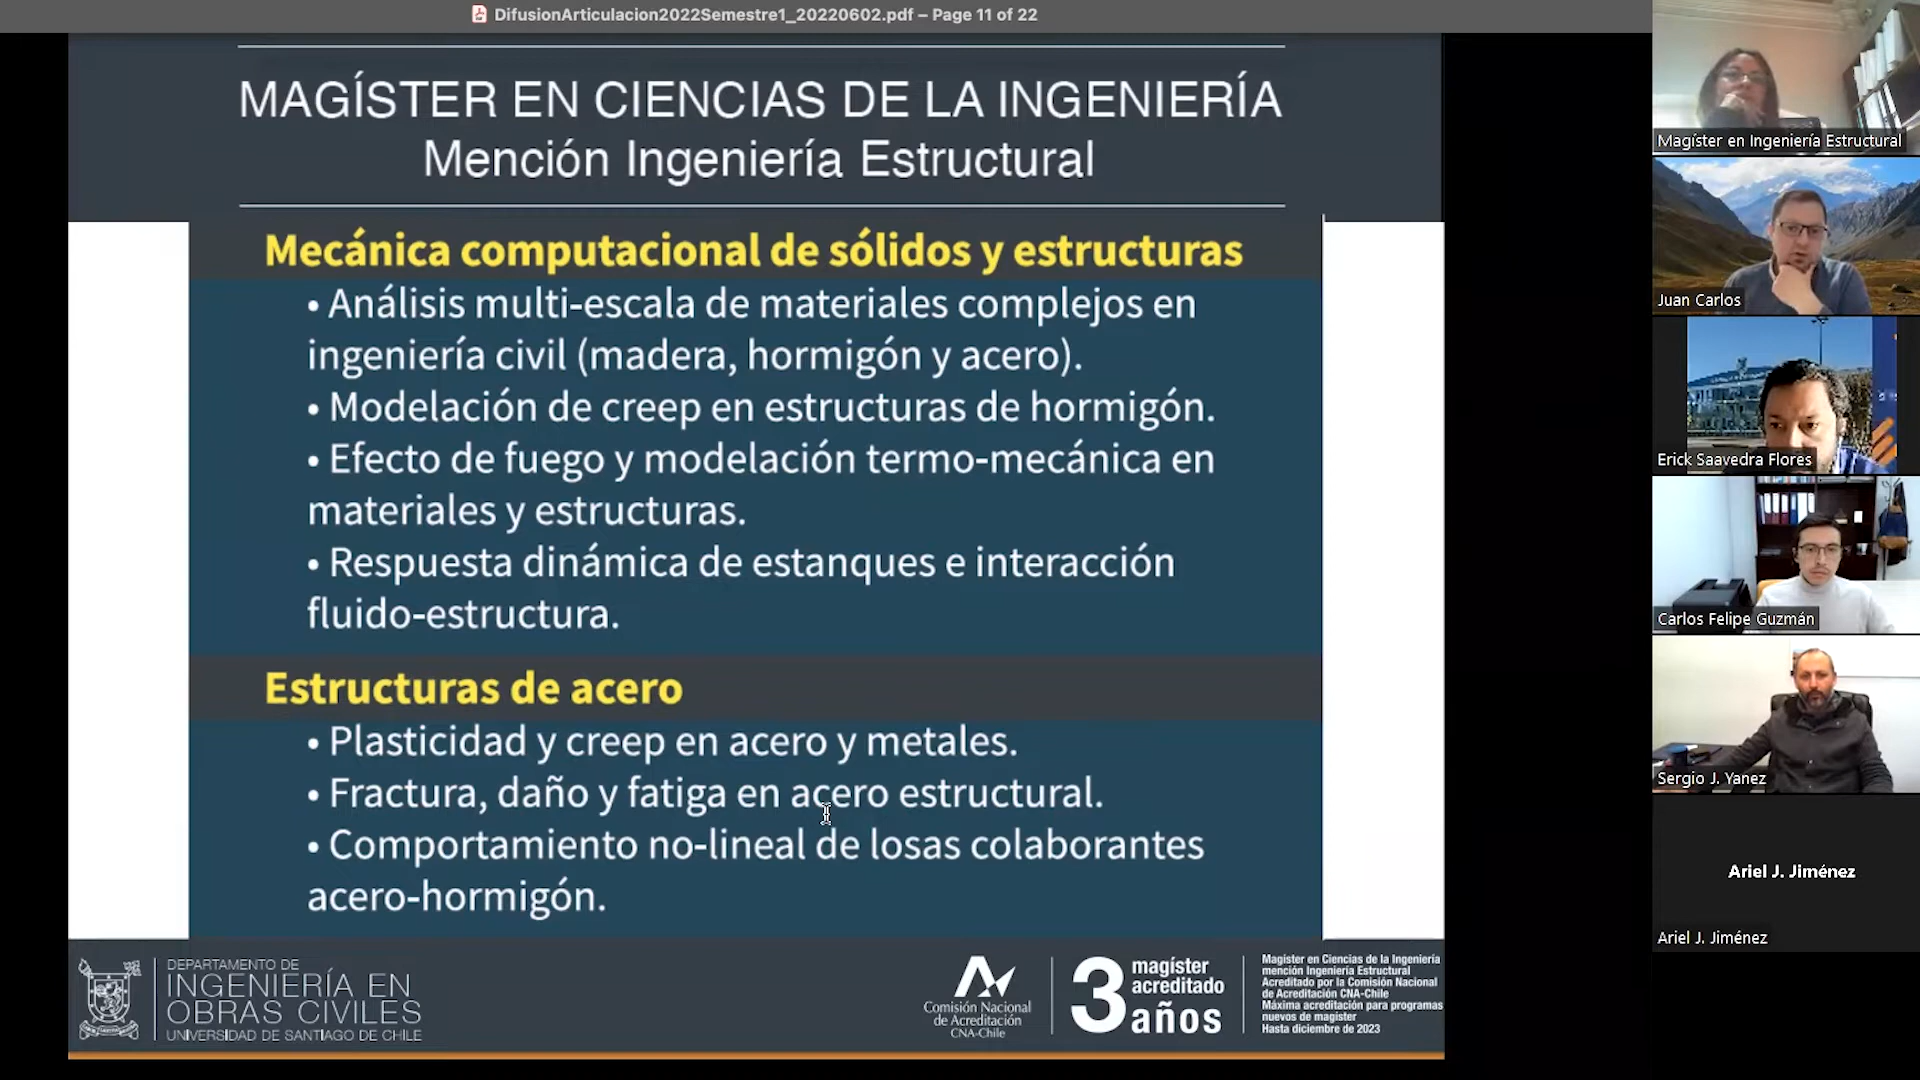 DifusionArticulacion2022Semestre1_20220602.pdf – Page 11 of 22
MAGÍSTER EN CIENCIAS DE LA INGENIERÍA
Mención Ingeniería Estructural
Mecánica computacional de sólidos y estructuras
• Análisis multi-escala de materiales complejos en
ingeniería civil (madera, hormigón y acero).
• Modelación de creep en estructuras de hormigón.
• Efecto de fuego y modelación termo-mecánica en
materiales y estructuras.
• Respuesta dinámica de estanques e interacción
fluido-estructura.
Estructuras de acero
• Plasticidad y creep en acero y metales.
• Fractura, daño y fatiga en acero estructural.
• Comportamiento no-lineal de losas colaborantes
acero-hormigón.
DEPARTAMENTO DE
INGENIERÍA EN
OBRAS CIVILES
UNIVERSIDAD DE SANTIAGO DE CHILE
Comisión Nacional
de Acreditación
CNA-Chile
3
magíster
acreditado
años
Magíster en Ciencias de la Ingeniería
mención Ingeniería Estructural
Acreditado por la Comisión Nacional
de Acreditación CNA-Chile
Máxima acreditación para programas
nuevos de magíster
Hasta diciembre de 2023
Magíster en Ingeniería Estructural
Juan Carlos
Erick Saavedra Flores
Carlos Felipe Guzmán
Sergio J. Yanez
Ariel J. Jiménez
Ariel J. Jiménez